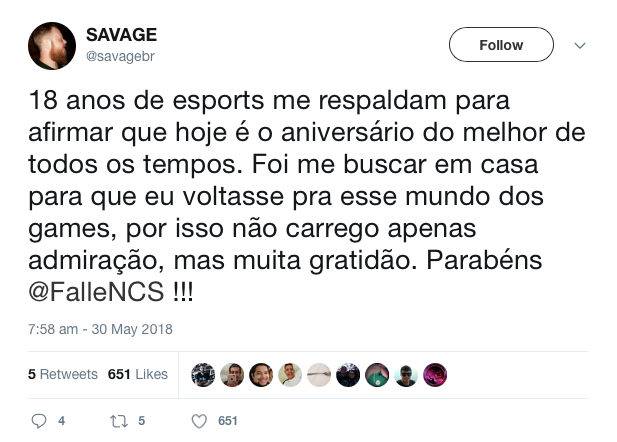 SAVAGE
@savagebr
Follow
18 anos de esports me respaldam para
afirmar que hoje é o aniversário do melhor de
todos os tempos. Foi me buscar em casa
para que eu voltasse pra esse mundo dos
games, por isso não carrego apenas
admiração, mas muita gratidão. Parabéns
@FalleNCS !!!
7:58 am - 30 May 2018
5 Retweets 651 Likes
4 5 651